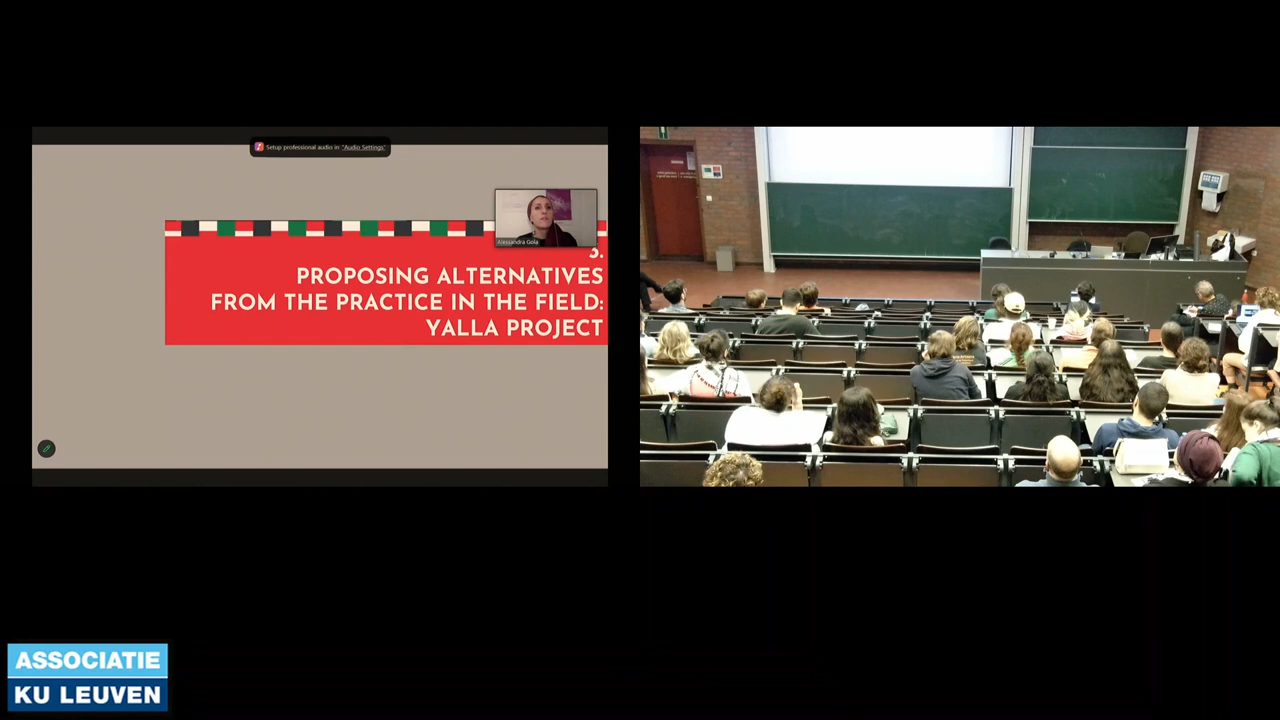 Setup professional audio in "Audio Settings"
Alessandra Gola
3.
PROPOSING ALTERNATIVES
FROM THE PRACTICE IN THE FIELD:
YALLA PROJECT
ASSOCIATIE
KU LEUVEN